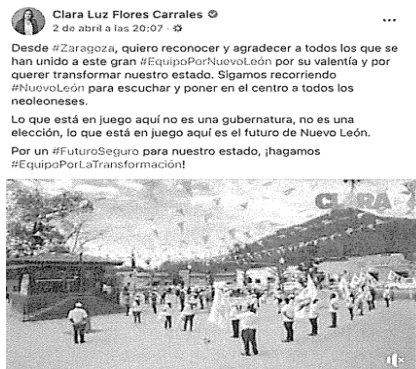 Clara Luz Flores Carrales
2 de abril a las 20:07 ·
Desde #Zaragoza, quiero reconocer y agradecer a todos los que se
han unido a este gran #EquipoPorNuevoLeón por su valentía y por
querer transformar nuestro estado. Sigamos recorriendo
#NuevoLeón para escuchar y poner en el centro a todos los
neoleoneses.
Lo que está en juego aquí no es una gubernatura, no es una
elección, lo que está en juego aquí es el futuro de Nuevo León.
Por un #FuturoSeguro para nuestro estado, ¡hagamos
#EquipoPorLaTransformación!
CLARA